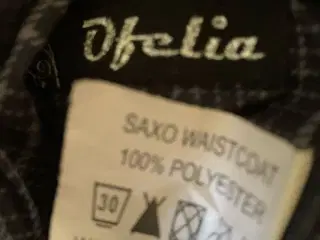 Ofelia
SAXO WAISTCOAT
100% POLYESTER
30